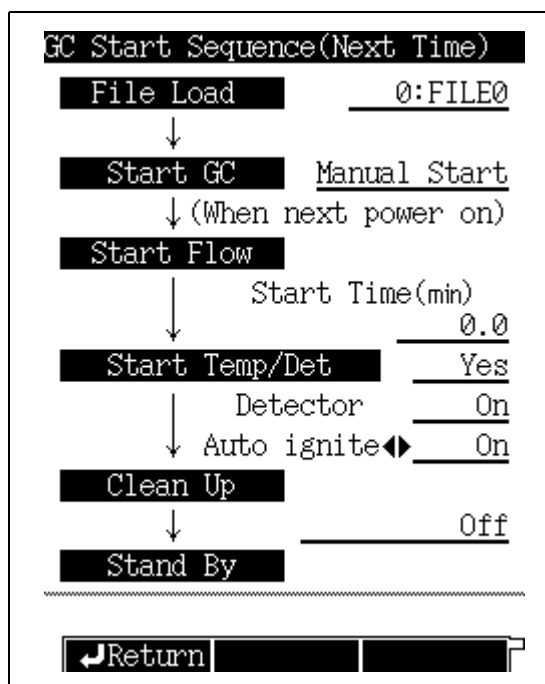 GC Start Sequence(Next Time)
File Load 0:FILE0
↓
Start GC Manual Start
↓(When next power on)
Start Flow
Start Time(min)
0.0
↓
Start Temp/Det Yes
Detector On
↓ Auto ignite◀▶ On
Clean Up
↓ Off
Stand By
↵Return